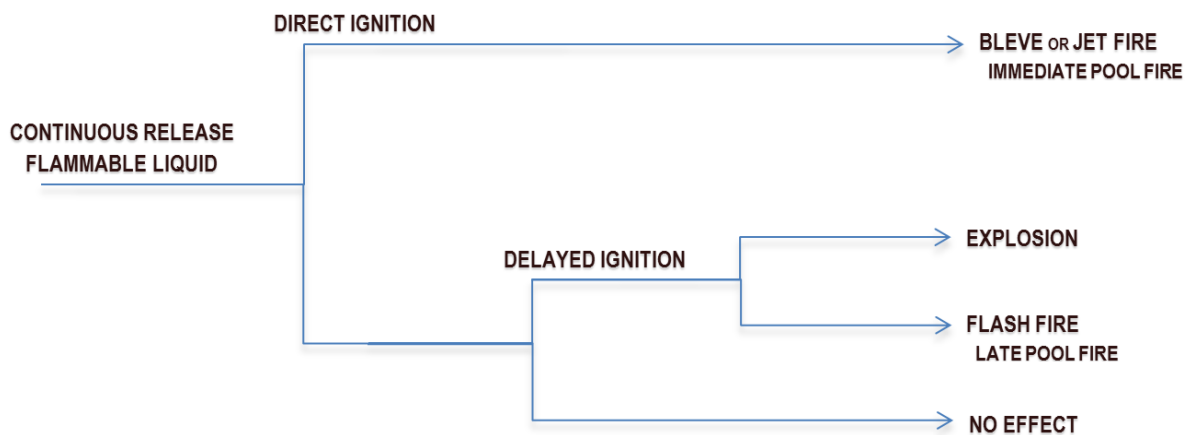 DIRECT IGNITION
BLEVE OR JET FIRE
IMMEDIATE POOL FIRE
CONTINUOUS RELEASE
FLAMMABLE LIQUID
EXPLOSION
DELAYED IGNITION
FLASH FIRE
LATE POOL FIRE
NO EFFECT